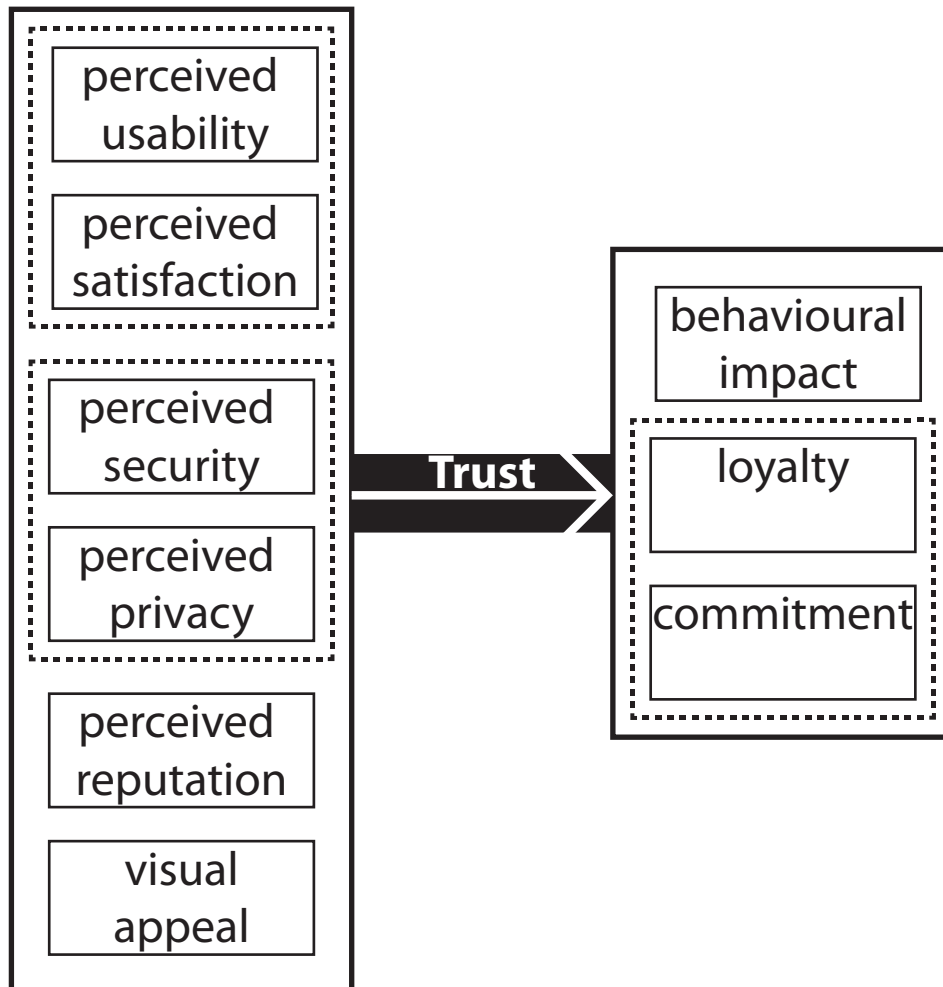 perceived
usability
perceived
satisfaction
perceived
security
perceived
privacy
perceived
reputation
visual
appeal
Trust
behavioural
impact
loyalty
commitment